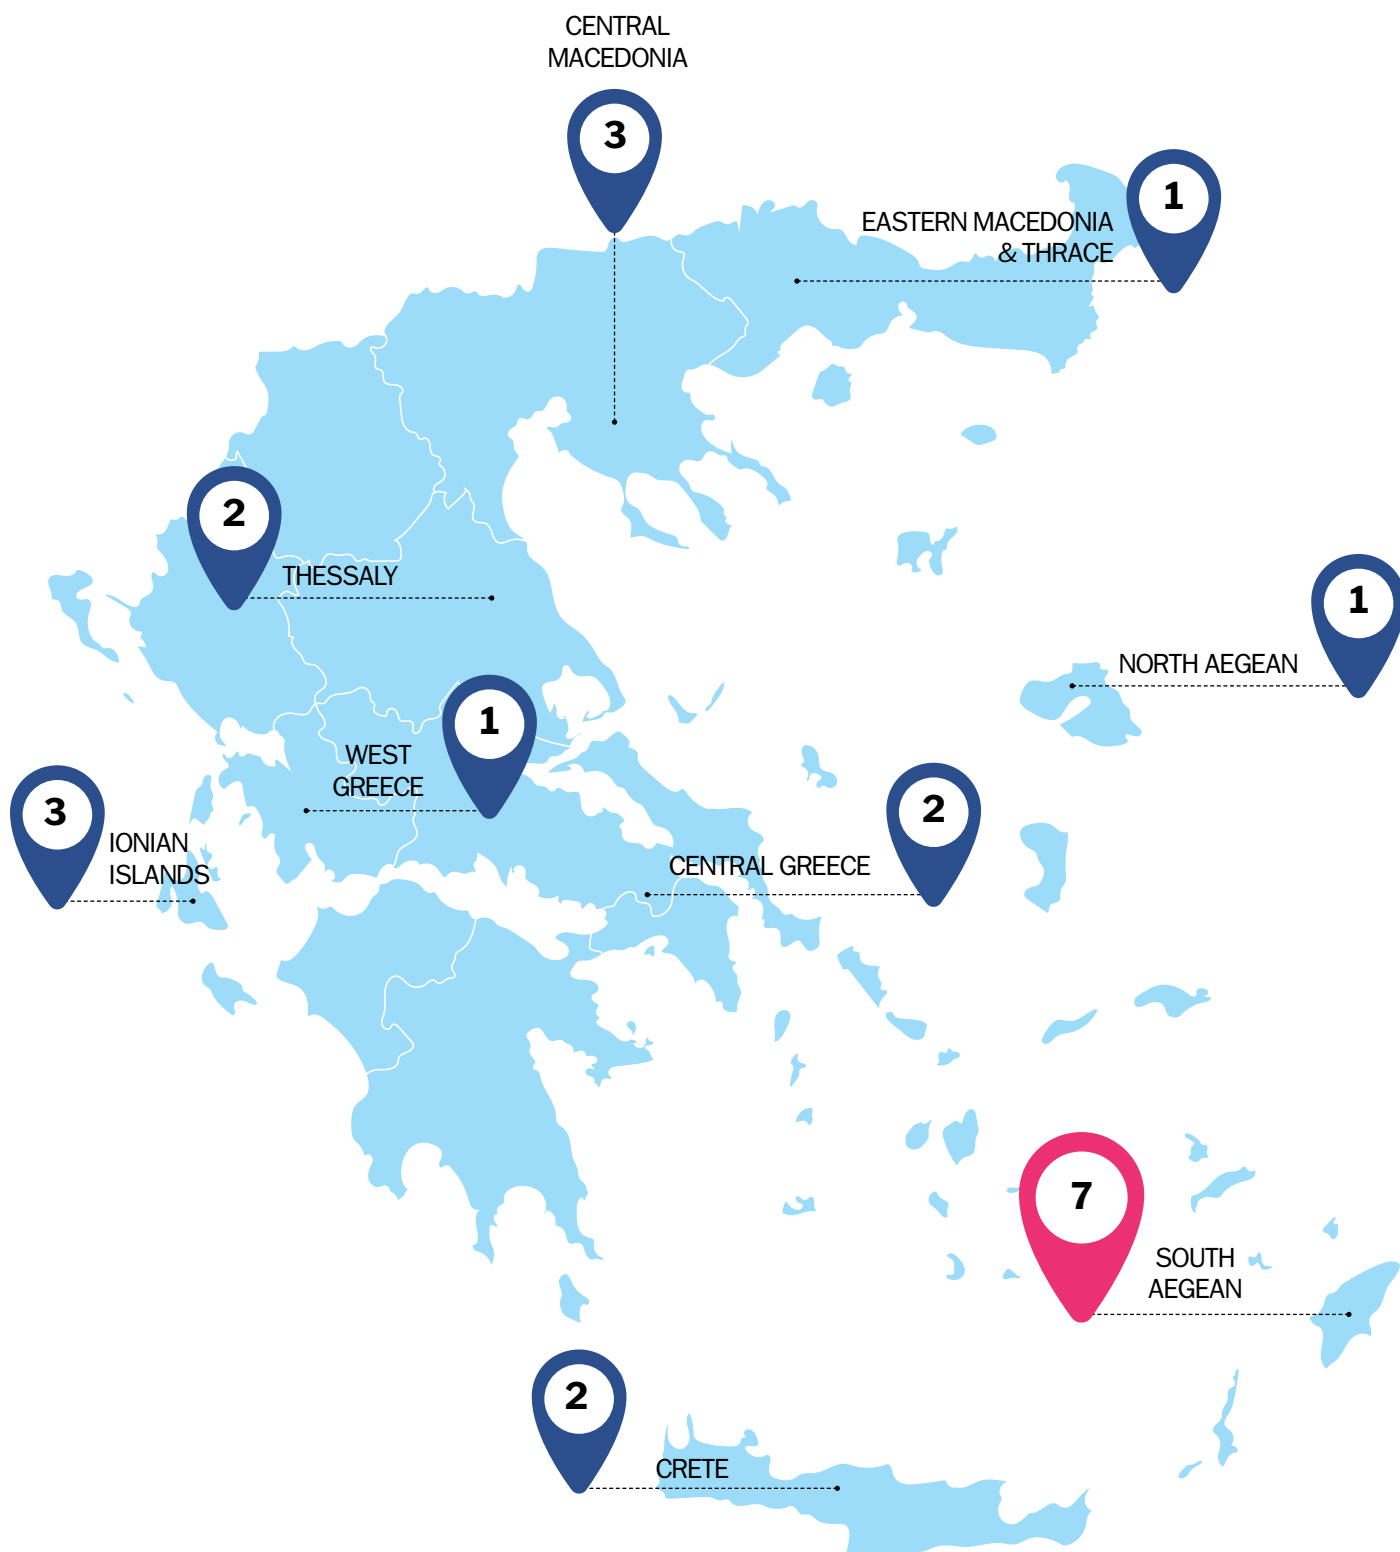 CENTRAL
MACEDONIA
3
1
EASTERN MACEDONIA
& THRACE
2
THESSALY
1
NORTH AEGEAN
1
WEST
GREECE
3
IONIAN
ISLANDS
2
CENTRAL GREECE
7
SOUTH
AEGEAN
2
CRETE